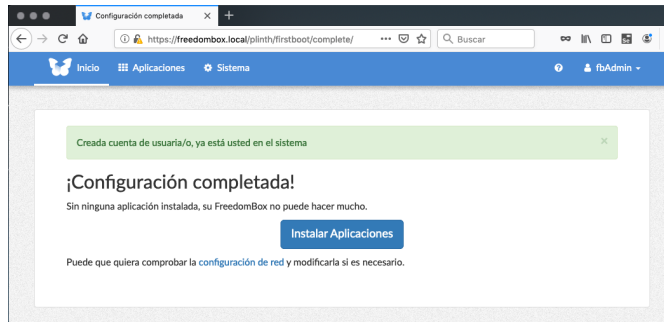 Configuración completada
https://freedombox.local/plinth/firstboot/complete/
Buscar
Inicio
Aplicaciones
Sistema
fbAdmin
Creada cuenta de usuaria/o, ya está usted en el sistema
¡Configuración completada!
Sin ninguna aplicación instalada, su FreedomBox no puede hacer mucho.
Instalar Aplicaciones
Puede que quiera comprobar la configuración de red y modificarla si es necesario.